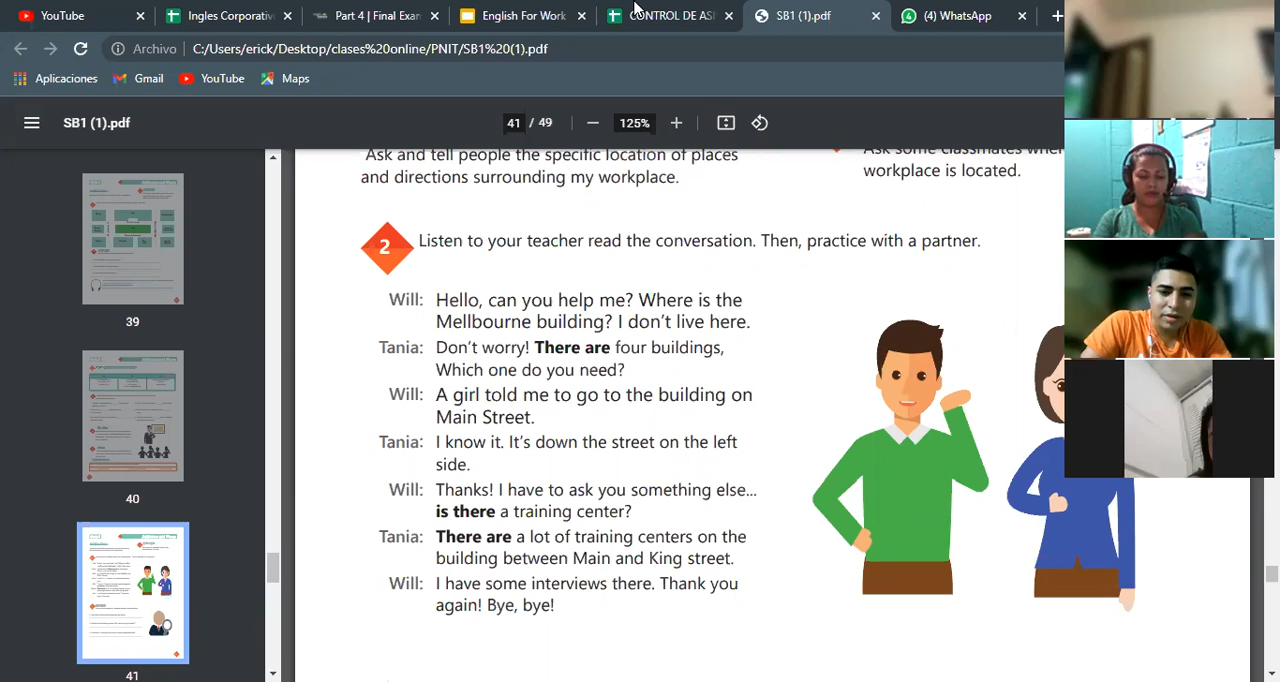 YouTube
Ingles Corporativ
Part 4 | Final Exam
English For Work
CONTROL DE ASI
SB1 (1).pdf
(4) WhatsApp
Archivo
C:/Users/erick/Desktop/clases%20online/PNIT/SB1%20(1).pdf
Aplicaciones
Gmail
YouTube
Maps
SB1 (1).pdf
41 / 49
125%
39
40
41
Ask and tell people the specific location of places
and directions surrounding my workplace.
Ask some classmates
workplace is located.
2
Listen to your teacher read the conversation. Then, practice with a partner.
Will: Hello, can you help me? Where is the
Mellbourne building? I don't live here.
Tania: Don't worry! There are four buildings,
Which one do you need?
Will: A girl told me to go to the building on
Main Street.
Tania: I know it. It's down the street on the left
side.
Will: Thanks! I have to ask you something else...
is there a training center?
Tania: There are a lot of training centers on the
building between Main and King street.
Will: I have some interviews there. Thank you
again! Bye, bye!